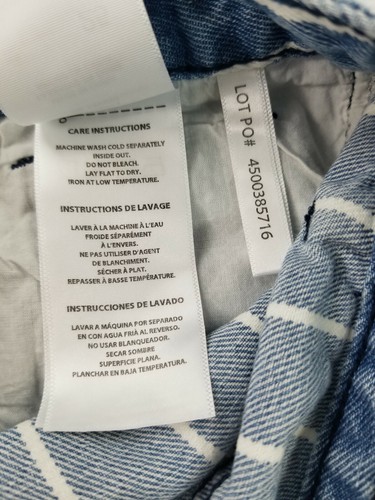 CARE INSTRUCTIONS
MACHINE WASH COLD SEPARATELY
INSIDE OUT.
DO NOT BLEACH.
LAY FLAT TO DRY.
IRON AT LOW TEMPERATURE.
INSTRUCTIONS DE LAVAGE
LAVER À LA MACHINE À L'EAU
FROIDE SÉPARÉMENT
À L'ENVERS.
NE PAS UTILISER D'AGENT
DE BLANCHIMENT.
SÉCHER À PLAT.
REPASSER À BASSE TEMPÉRATURE.
INSTRUCCIONES DE LAVADO
LAVAR A MÁQUINA POR SEPARADO
EN CON AGUA FRIÀ AL REVERSO.
NO USAR BLANQUEADOR.
SECAR SOMBRE
SUPERFICIE PLANA.
PLANCHAR EN BAJA TEMPERATURA.
LOT PO# 4500385716